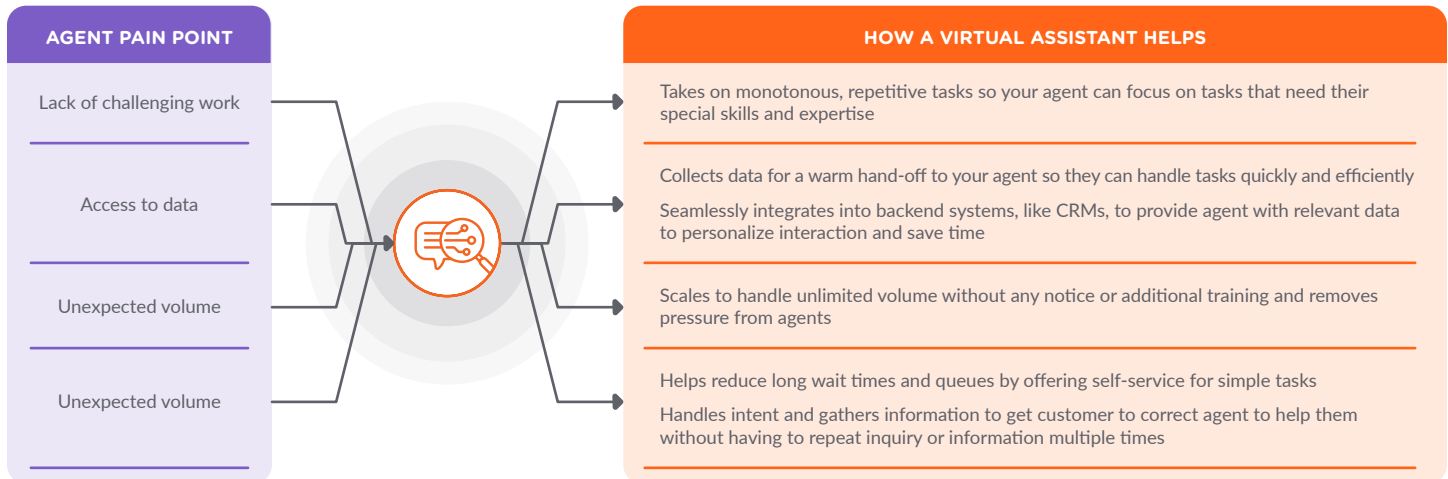 AGENT PAIN POINT
HOW A VIRTUAL ASSISTANT HELPS
Lack of challenging work
Takes on monotonous, repetitive tasks so your agent can focus on tasks that need their
special skills and expertise
Access to data
Collects data for a warm hand-off to your agent so they can handle tasks quickly and efficiently
Seamlessly integrates into backend systems, like CRMs, to provide agent with relevant data
to personalize interaction and save time
Unexpected volume
Scales to handle unlimited volume without any notice or additional training and removes
pressure from agents
Unexpected volume
Helps reduce long wait times and queues by offering self-service for simple tasks
Handles intent and gathers information to get customer to correct agent to help them
without having to repeat inquiry or information multiple times